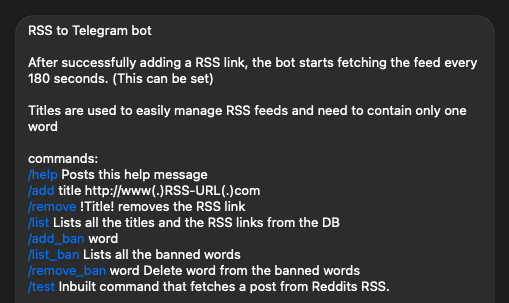 RSS to Telegram bot
After successfully adding a RSS link, the bot starts fetching the feed every
180 seconds. (This can be set)
Titles are used to easily manage RSS feeds and need to contain only one
word
commands:
/help Posts this help message
/add title http://www(.)RSS-URL(.)com
/remove !Title! removes the RSS link
/list Lists all the titles and the RSS links from the DB
/add_ban word
/list_ban Lists all the banned words
/remove_ban word Delete word from the banned words
/test Inbuilt command that fetches a post from Reddits RSS.